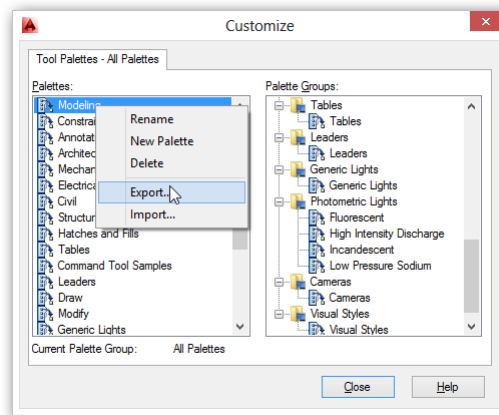 Customize
Tool Palettes - All Palettes
Palettes:
Modeling
Constrai
Annotat
Architec
Mechan
Electrica
Civil
Structur
Hatches and Fills
Tables
Command Tool Samples
Leaders
Draw
Modify
Generic Lights
Rename
New Palette
Delete
Export...
Import...
Palette Groups:
Tables
Tables
Leaders
Leaders
Generic Lights
Generic Lights
Photometric Lights
Fluorescent
High Intensity Discharge
Incandescent
Low Pressure Sodium
Cameras
Cameras
Visual Styles
Visual Styles
Current Palette Group: All Palettes
Close
Help